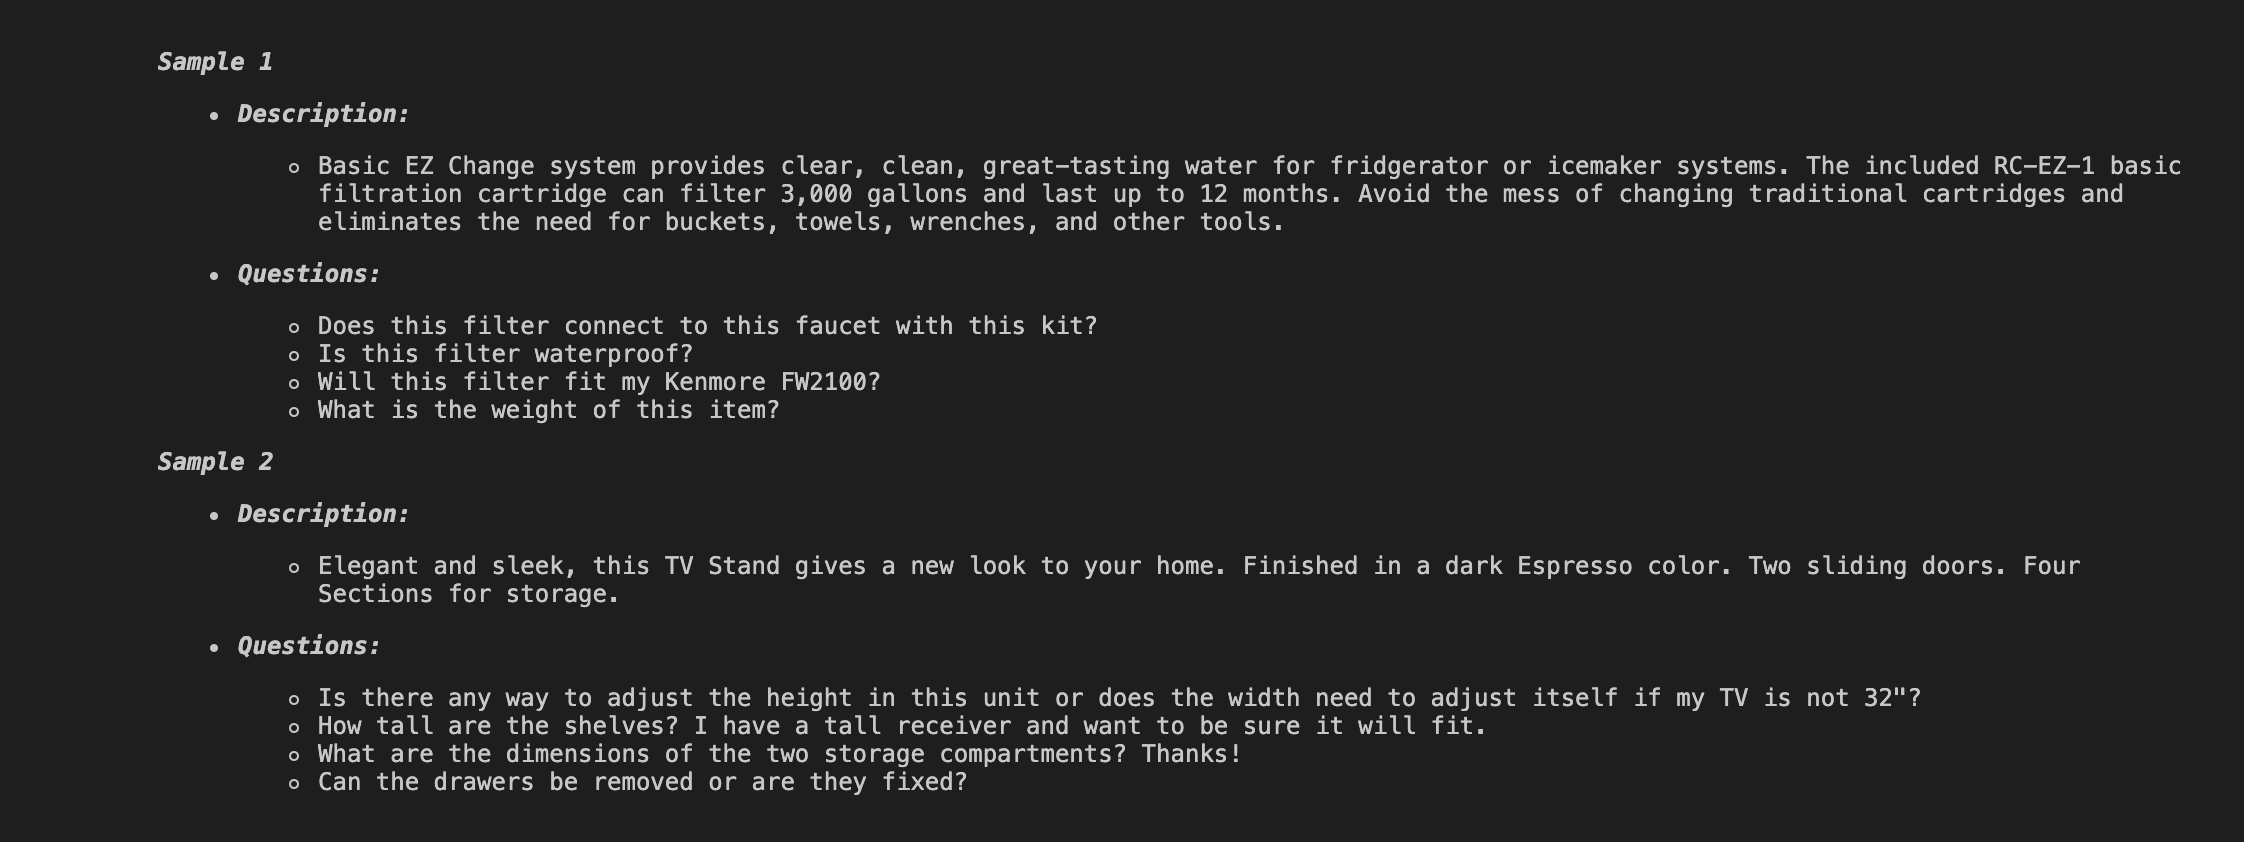 Sample 1
Description:
Basic EZ Change system provides clear, clean, great-tasting water for fridgerator or icemaker systems. The included RC-EZ-1 basic
filtration cartridge can filter 3,000 gallons and last up to 12 months. Avoid the mess of changing traditional cartridges and
eliminates the need for buckets, towels, wrenches, and other tools.
Questions:
Does this filter connect to this faucet with this kit?
Is this filter waterproof?
Will this filter fit my Kenmore FW2100?
What is the weight of this item?
Sample 2
Description:
Elegant and sleek, this TV Stand gives a new look to your home. Finished in a dark Espresso color. Two sliding doors. Four
Sections for storage.
Questions:
Is there any way to adjust the height in this unit or does the width need to adjust itself if my TV is not 32"?
How tall are the shelves? I have a tall receiver and want to be sure it will fit.
What are the dimensions of the two storage compartments? Thanks!
Can the drawers be removed or are they fixed?